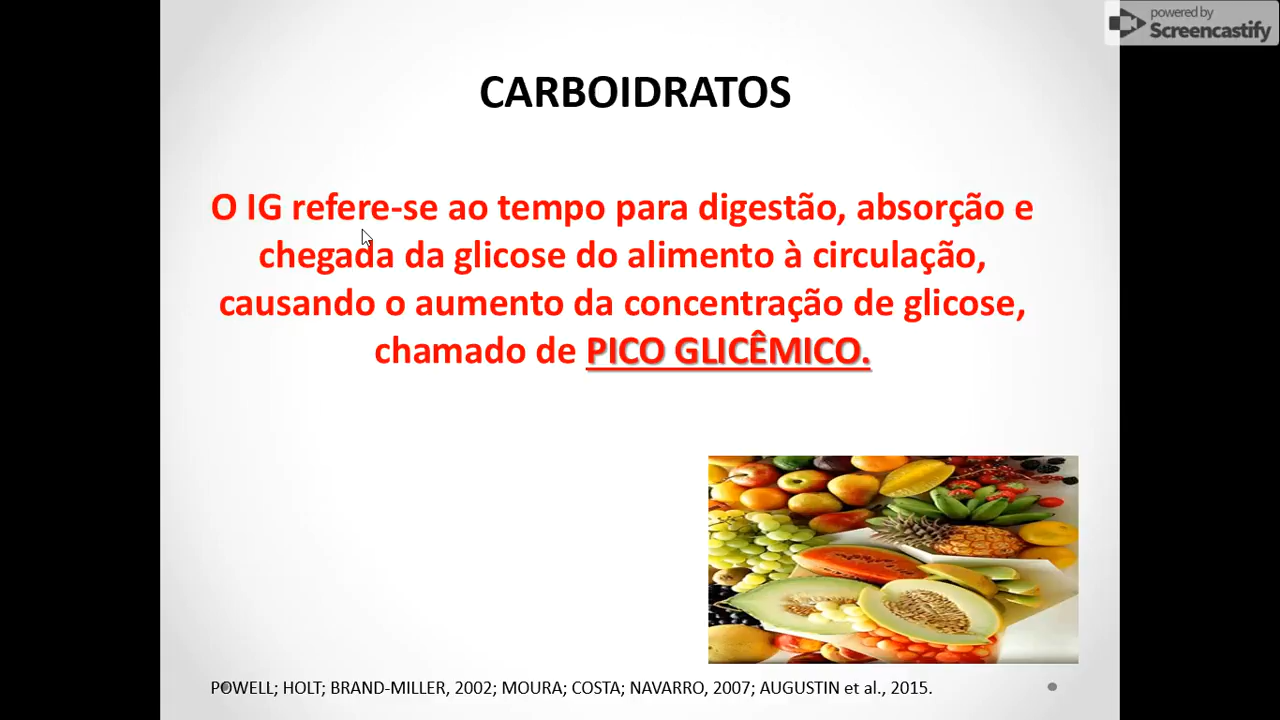 powered by
Screencastify
CARBOIDRATOS
O IG refere-se ao tempo para digestão, absorção e
chegada da glicose do alimento à circulação,
causando o aumento da concentração de glicose,
chamado de PICO GLICÊMICO.
POWELL; HOLT; BRAND-MILLER, 2002; MOURA; COSTA; NAVARRO, 2007; AUGUSTIN et al., 2015.